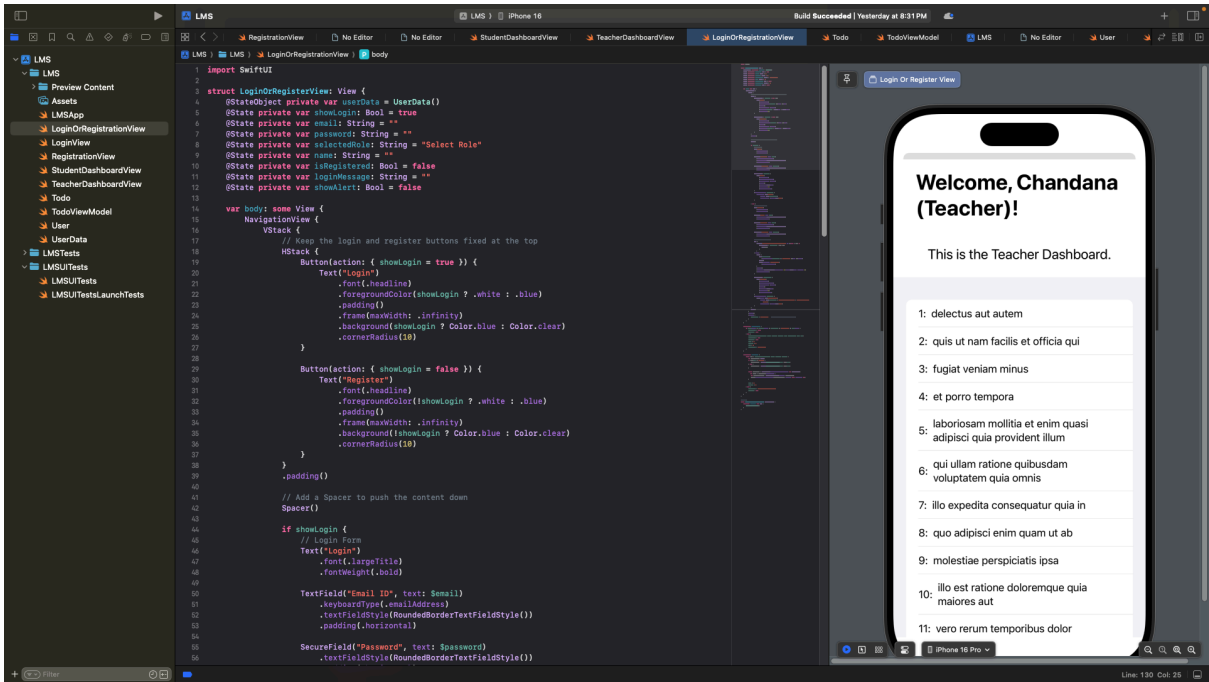 LMS
LMS 〉 iPhone 16
Build Succeeded | Yesterday at 8:31 PM
RegistrationView
No Editor
No Editor
StudentDashboardView
TeacherDashboardView
LoginOrRegistrationView
Todo
TodoViewModel
LMS
No Editor
User
LMS 〉 LMS 〉 LoginOrRegistrationView 〉 body
LMS
LMS
Preview Content
Assets
LMSApp
LoginOrRegistrationView
LoginView
RegistrationView
StudentDashboardView
TeacherDashboardView
Todo
TodoViewModel
User
UserData
LMSTests
LMSUITests
LMSUITests
LMSUITestsLaunchTests
Filter
1 import SwiftUI
2
3 struct LoginOrRegisterView: View {
4 @StateObject private var userData = UserData()
5 @State private var showLogin: Bool = true
6 @State private var email: String = ""
7 @State private var password: String = ""
8 @State private var selectedRole: String = "Select Role"
9 @State private var name: String = ""
10 @State private var isRegistered: Bool = false
11 @State private var loginMessage: String = ""
12 @State private var showAlert: Bool = false
13
14 var body: some View {
15 NavigationView {
16 VStack {
17 // Keep the login and register buttons fixed at the top
18 HStack {
19 Button(action: { showLogin = true }) {
20 Text("Login")
21 .font(.headline)
22 .foregroundColor(showLogin ? .white : .blue)
23 .padding()
24 .frame(maxWidth: .infinity)
25 .background(showLogin ? Color.blue : Color.clear)
26 .cornerRadius(10)
27 }
28
29 Button(action: { showLogin = false }) {
30 Text("Register")
31 .font(.headline)
32 .foregroundColor(!showLogin ? .white : .blue)
33 .padding()
34 .frame(maxWidth: .infinity)
35 .background(!showLogin ? Color.blue : Color.clear)
36 .cornerRadius(10)
37 }
38 }
39 .padding()
40
41 // Add a Spacer to push the content down
42 Spacer()
43
44 if showLogin {
45 // Login Form
46 Text("Login")
47 .font(.largeTitle)
48 .fontWeight(.bold)
49
50 TextField("Email ID", text: $email)
51 .keyboardType(.emailAddress)
52 .textFieldStyle(RoundedBorderTextFieldStyle())
53 .padding(.horizontal)
54
55 SecureField("Password", text: $password)
56 .textFieldStyle(RoundedBorderTextFieldStyle())
Login Or Register View
Welcome, Chandana
(Teacher)!
This is the Teacher Dashboard.
1: delectus aut autem
2: quis ut nam facilis et officia qui
3: fugiat veniam minus
4: et porro tempora
5: laboriosam mollitia et enim quasi
adipisci quia provident illum
6: qui ullam ratione quibusdam
voluptatem quia omnis
7: illo expedita consequatur quia in
8: quo adipisci enim quam ut ab
9: molestiae perspiciatis ipsa
10: illo est ratione doloremque quia
maiores aut
11: vero rerum temporibus dolor
iPhone 16 Pro
Line: 130 Col: 25